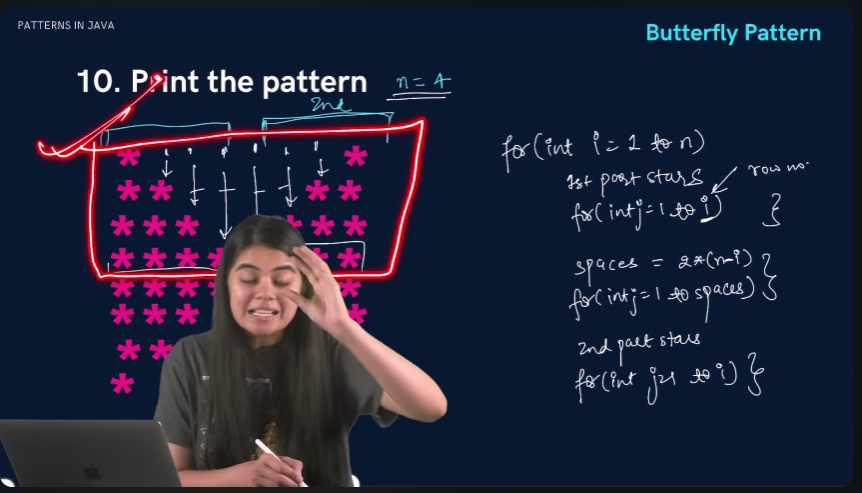 PATTERNS IN JAVA
Butterfly Pattern
10. Print the pattern n = 4
2nd
* *
* * * *
* * * * * *
* * * * * *
* * * *
* * * *
* *
*
for(int i=1 to n)
1st part stars row no.
for(int j=1 to i) }
spaces = 2*(n-i)
for(int j=1 to spaces) }
2nd part stars
for(int j=1 to i) }